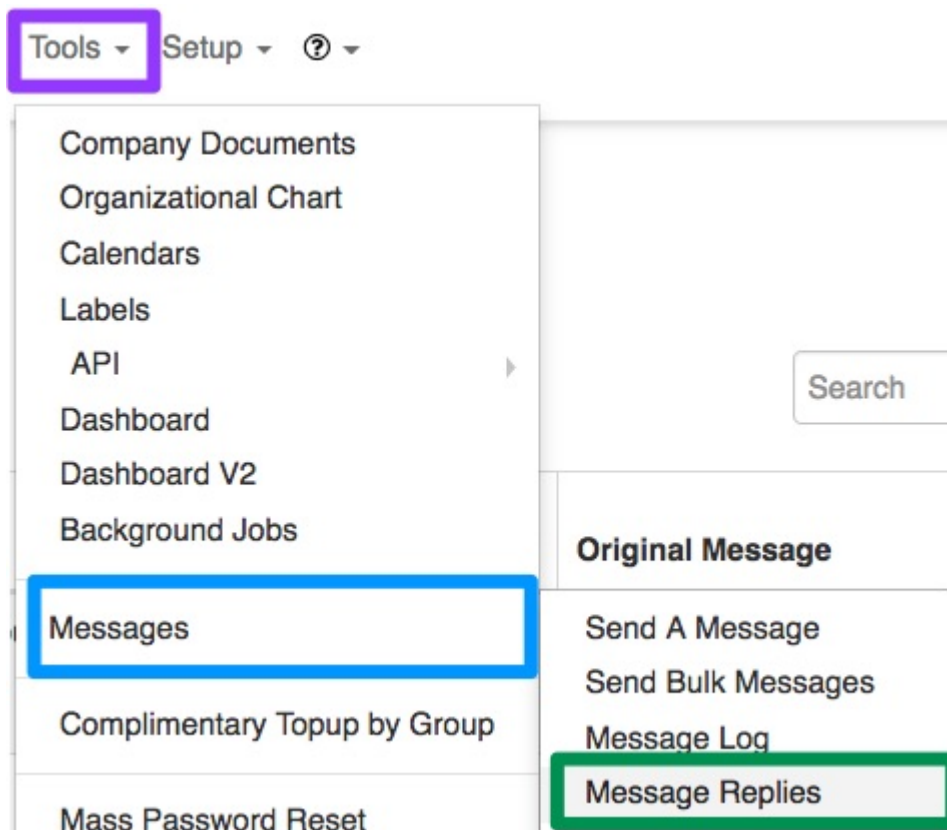 Tools Setup ?
Company Documents
Organizational Chart
Calendars
Labels
API
Search
Dashboard
Dashboard V2
Background Jobs
Original Message
Messages
Send A Message
Send Bulk Messages
Complimentary Topup by Group
Message Log
Message Replies
Mass Password Reset